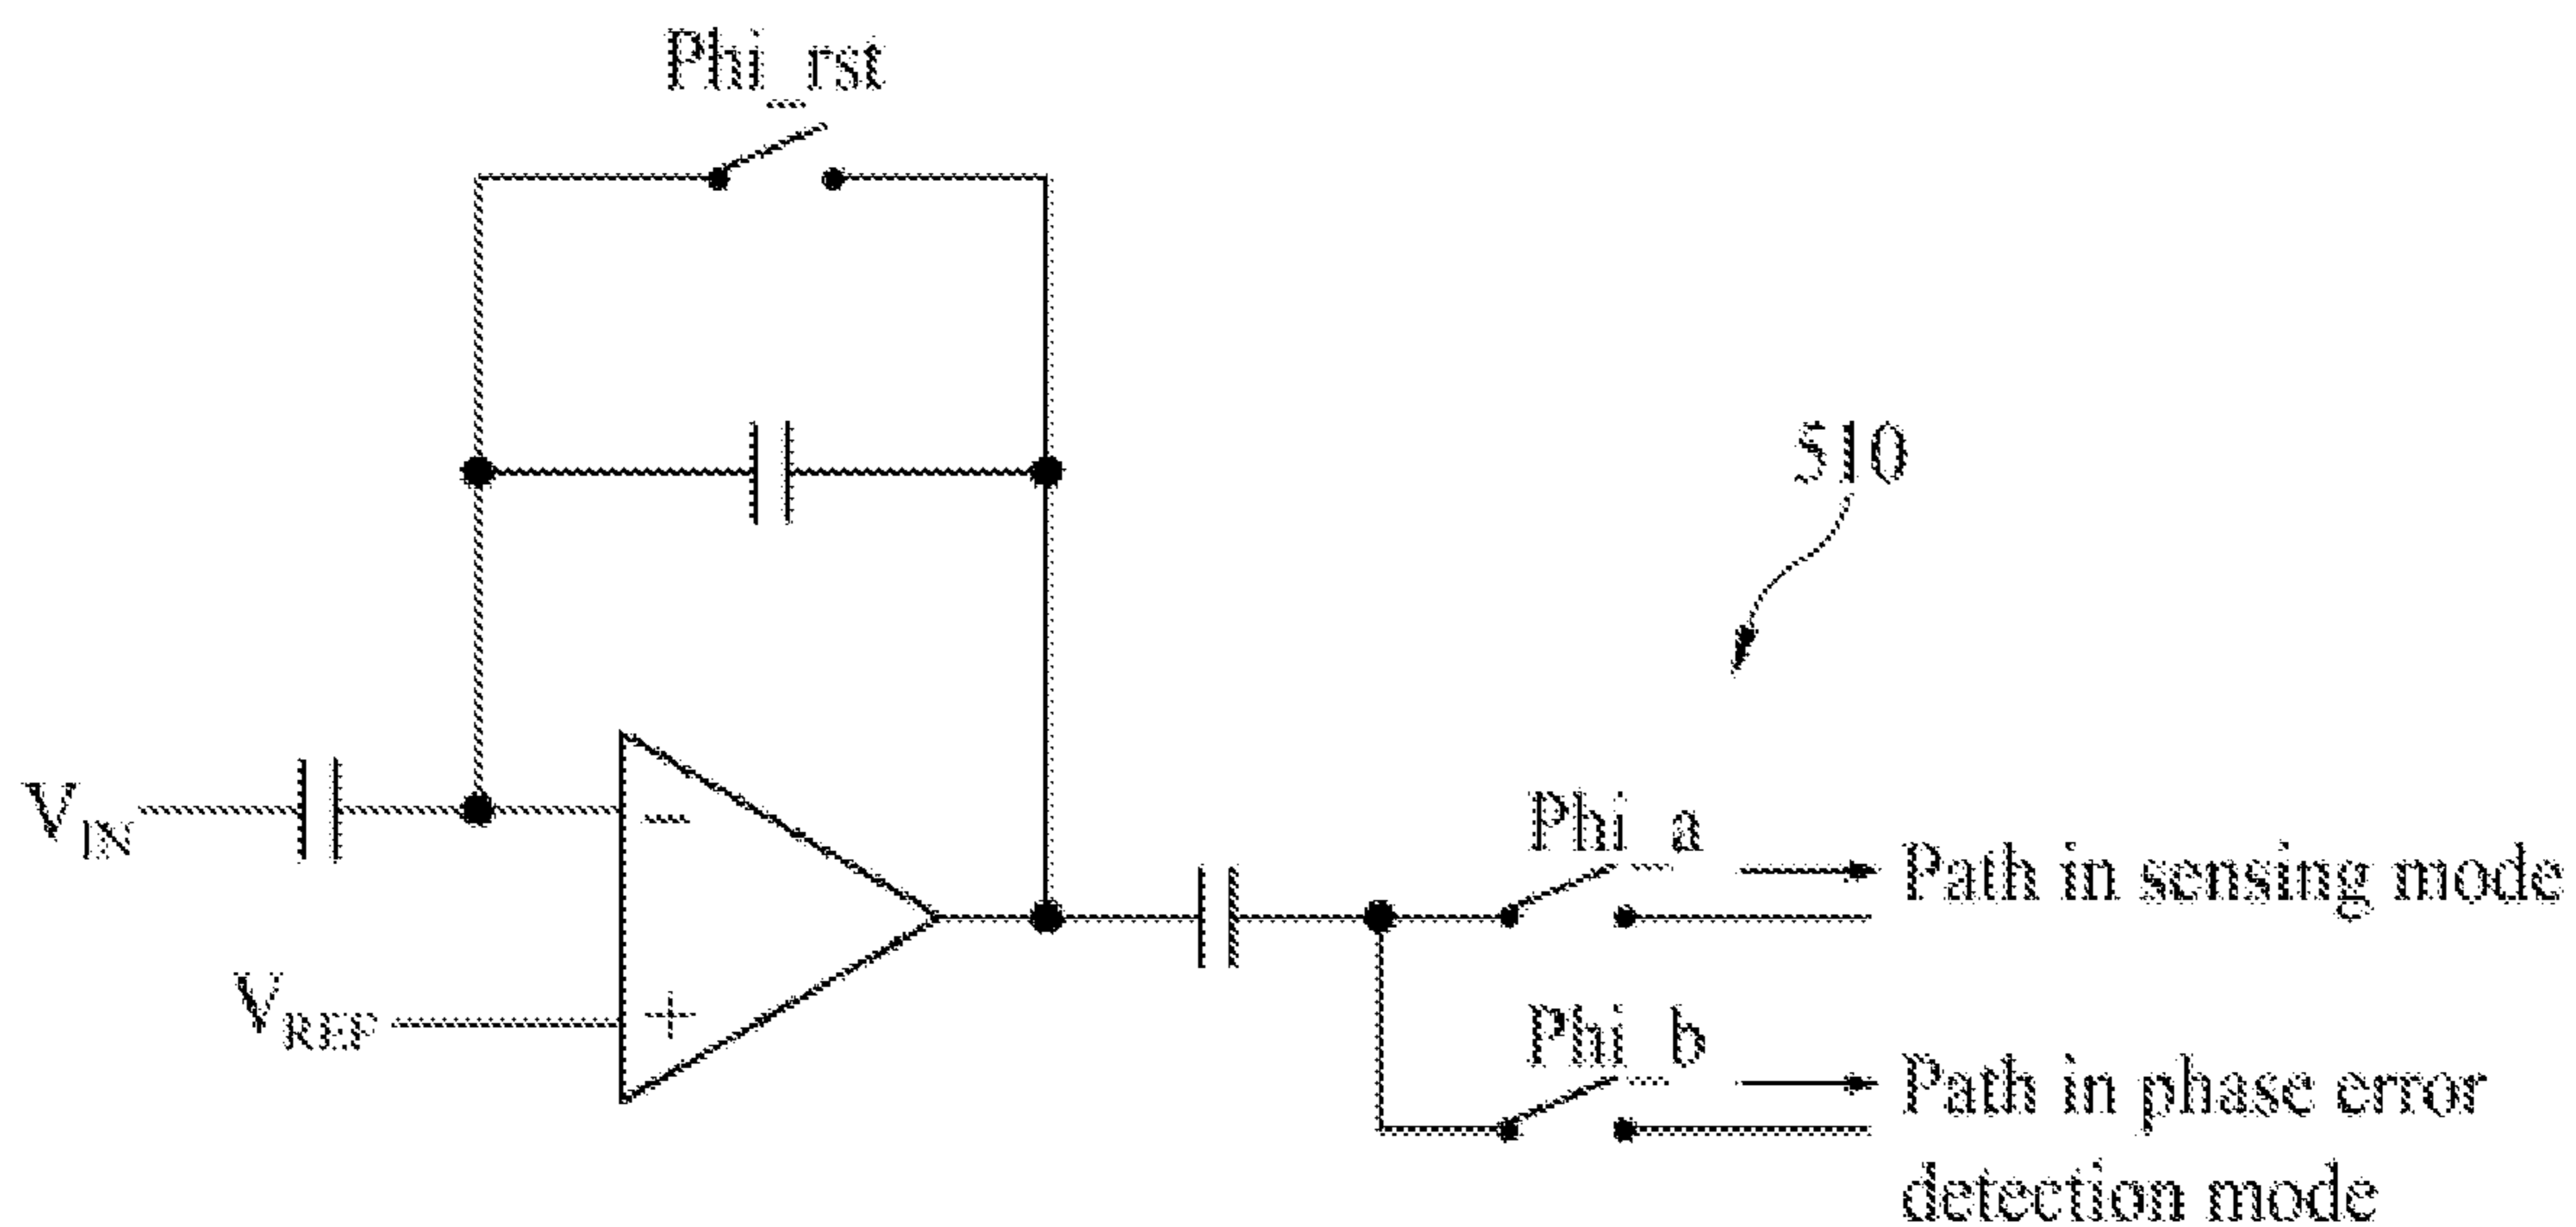 Phi_rst
510
VIN
Phi_a
Path in sensing mode
VREF
Phi_b
Path in phase error
detection mode